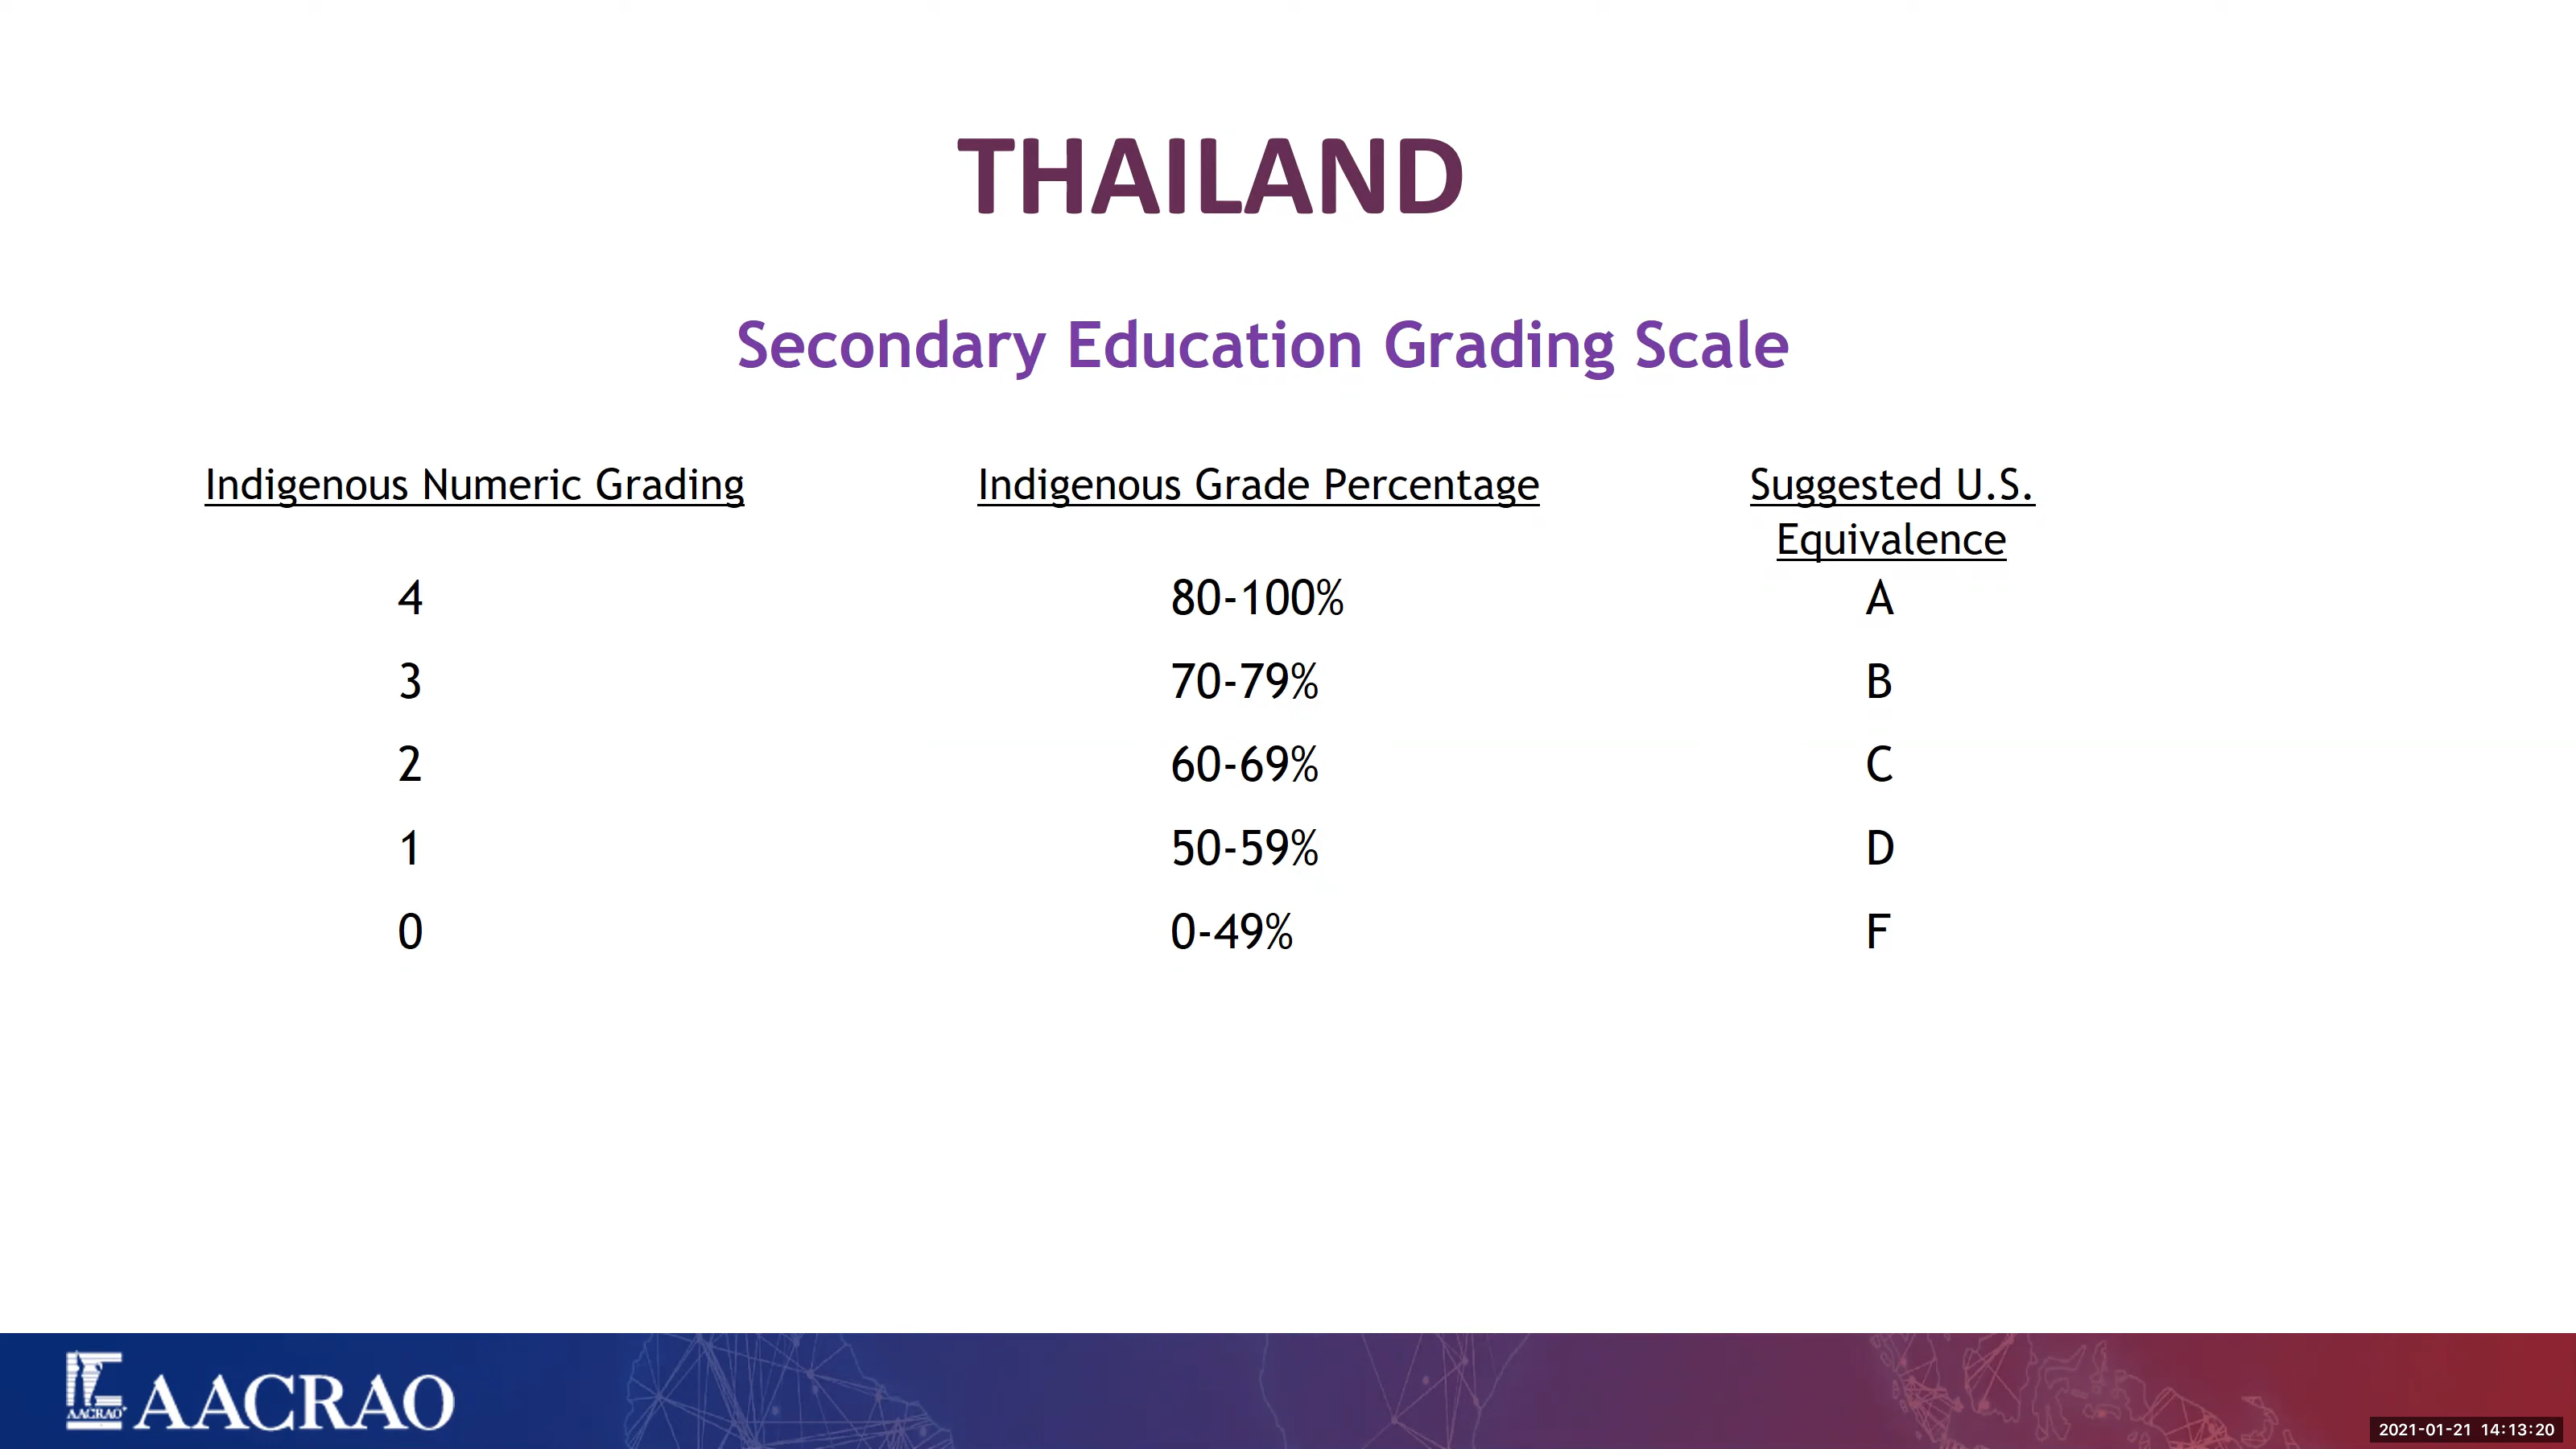 THAILAND
Secondary Education Grading Scale
Indigenous Numeric Grading Indigenous Grade Percentage Suggested U.S.
Equivalence
4 80-100% A
3 70-79% B
2 60-69% C
1 50-59% D
0 0-49% F
AACRAO AACRAO
2021-01-21 14:13:20